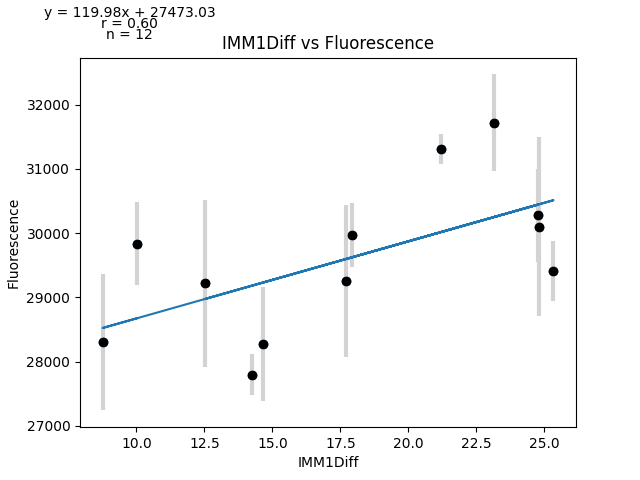 y = 119.98x + 27473.03
r = 0.60
n = 12
IMM1Diff vs Fluorescence
Fluorescence
32000
31000
30000
29000
28000
27000
10.0 12.5 15.0 17.5 20.0 22.5 25.0
IMM1Diff